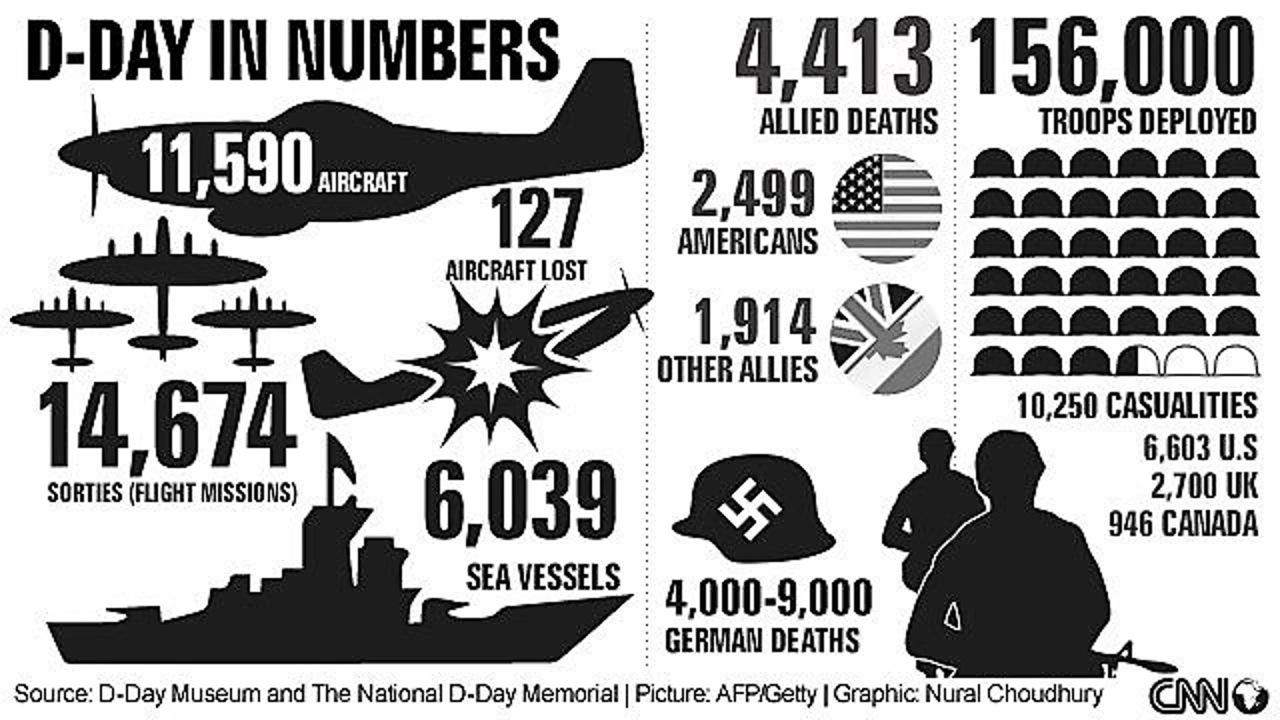 D-DAY IN NUMBERS
11,590 AIRCRAFT
127
AIRCRAFT LOST
14,674
SORTIES (FLIGHT MISSIONS)
6,039
SEA VESSELS
4,413
ALLIED DEATHS
2,499
AMERICANS
1,914
OTHER ALLIES
4,000-9,000
GERMAN DEATHS
156,000
TROOPS DEPLOYED
10,250 CASUALITIES
6,603 U.S
2,700 UK
946 CANADA
Source: D-Day Museum and The National D-Day Memorial | Picture: AFP/Getty | Graphic: Nural Choudhury
CNN